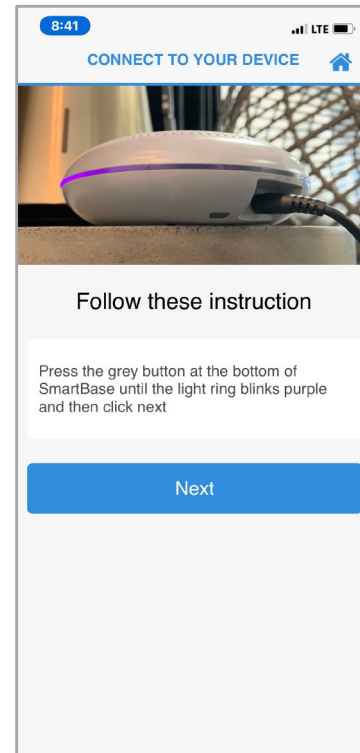 8:41
LTE
CONNECT TO YOUR DEVICE
Follow these instruction
Press the grey button at the bottom of
SmartBase until the light ring blinks purple
and then click next
Next